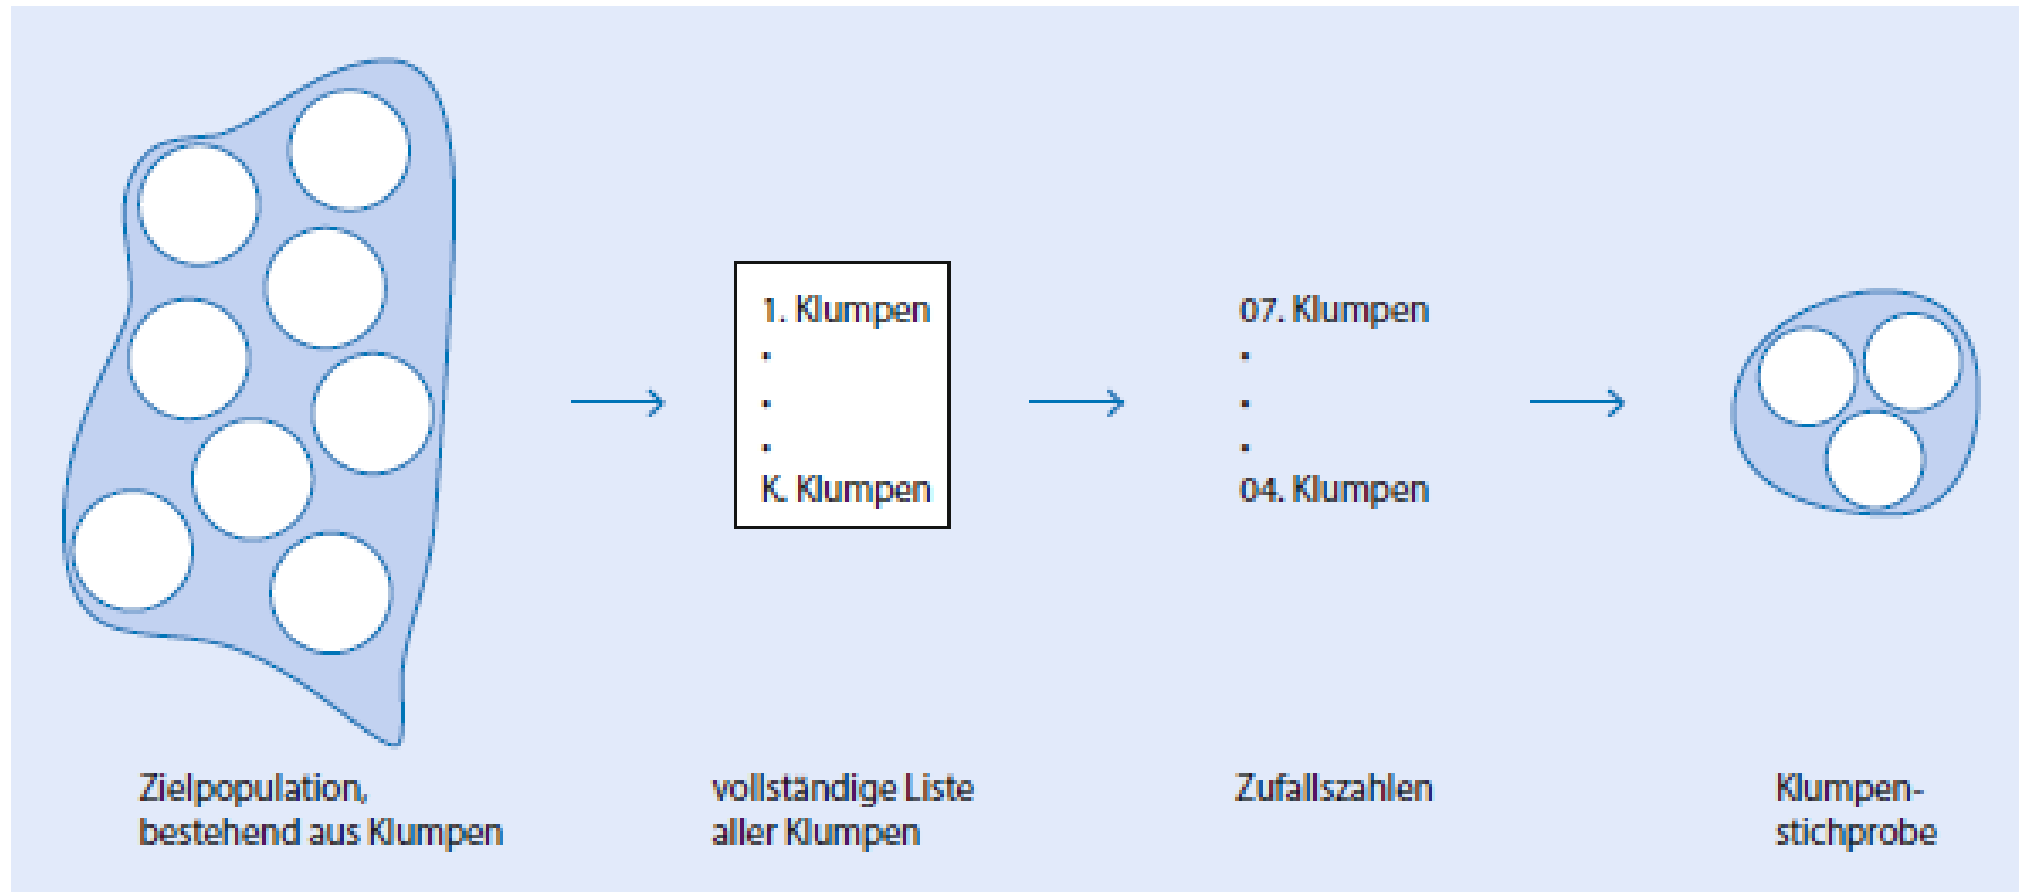 1. Klumpen
.
.
.
K. Klumpen
07. Klumpen
.
.
.
04. Klumpen
Zielpopulation,
bestehend aus Klumpen
vollständige Liste
aller Klumpen
Zufallszahlen
Klumpen-
stichprobe